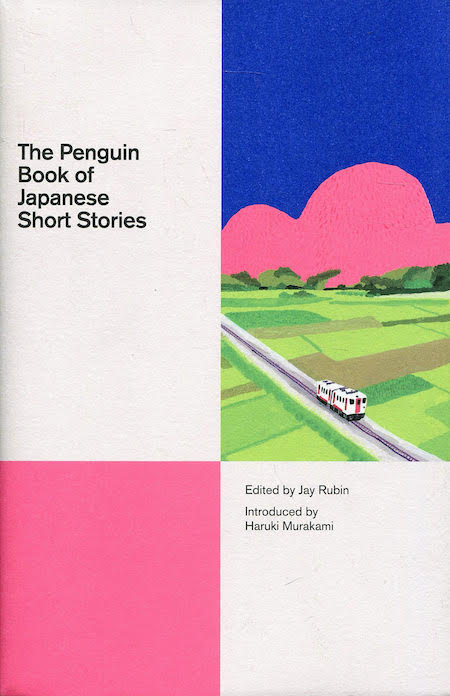 The Penguin
Book of
Japanese
Short Stories
Edited by Jay Rubin
Introduced by
Haruki Murakami